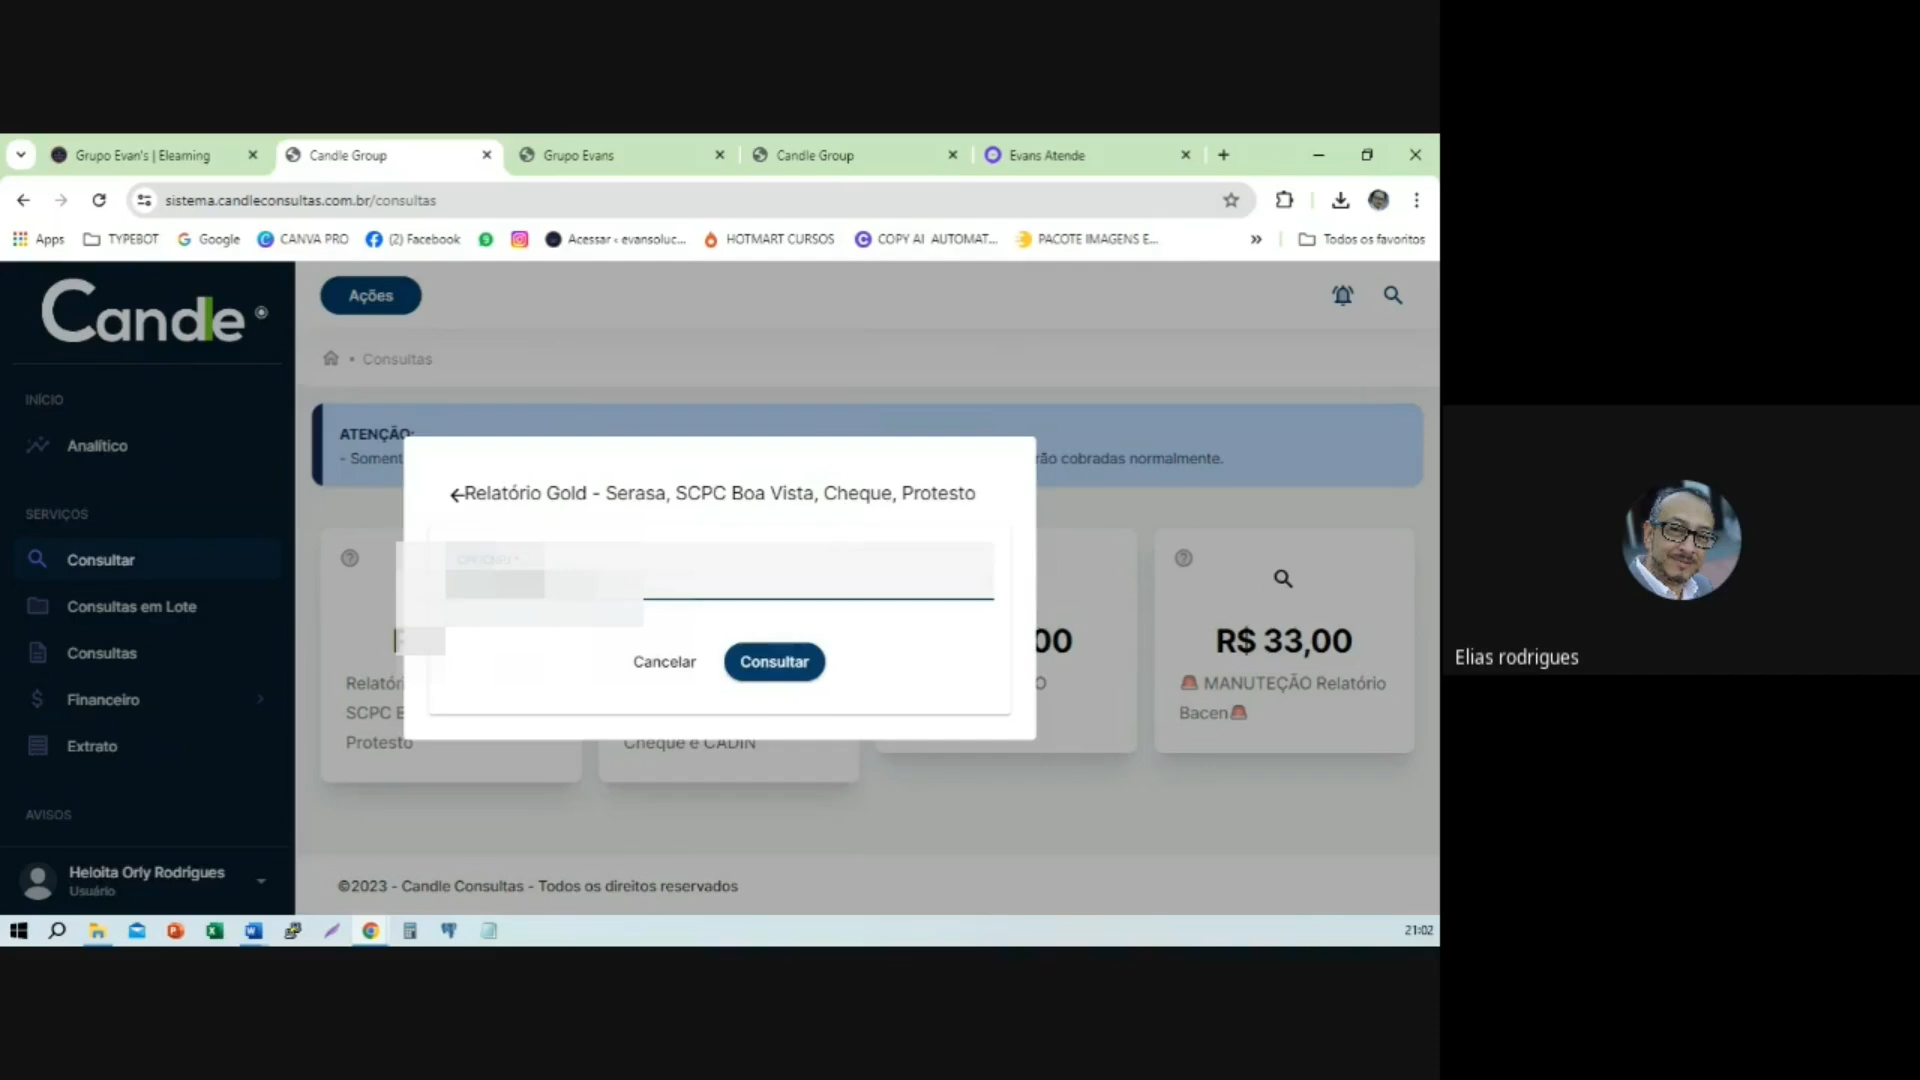 Grupo Evan's | Elearning
Candle Group
Grupo Evans
Candle Group
Evans Atende
sistema.candleconsultas.com.br/consultas
Apps
TYPEBOT
Google
CANVA PRO
(2) Facebook
Acessar ‹ evansoluc...
HOTMART CURSOS
COPY AI AUTOMAT...
PACOTE IMAGENS E...
»
Todos os favoritos
Candle
Ações
• Consultas
INÍCIO
Analítico
SERVIÇOS
Consultar
Consultas em Lote
Consultas
Financeiro
Extrato
AVISOS
Heloita Orly Rodrigues
Usuário
ATENÇÃO:
- Soment
rão cobradas normalmente.
←Relatório Gold - Serasa, SCPC Boa Vista, Cheque, Protesto
Cancelar
Consultar
Relatóri
SCPC B
Protesto
Cheque e CADIN
00
O
R$ 33,00
MANUTEÇÃO Relatório
Bacen
©2023 - Candle Consultas - Todos os direitos reservados
21:02
Elias rodrigues